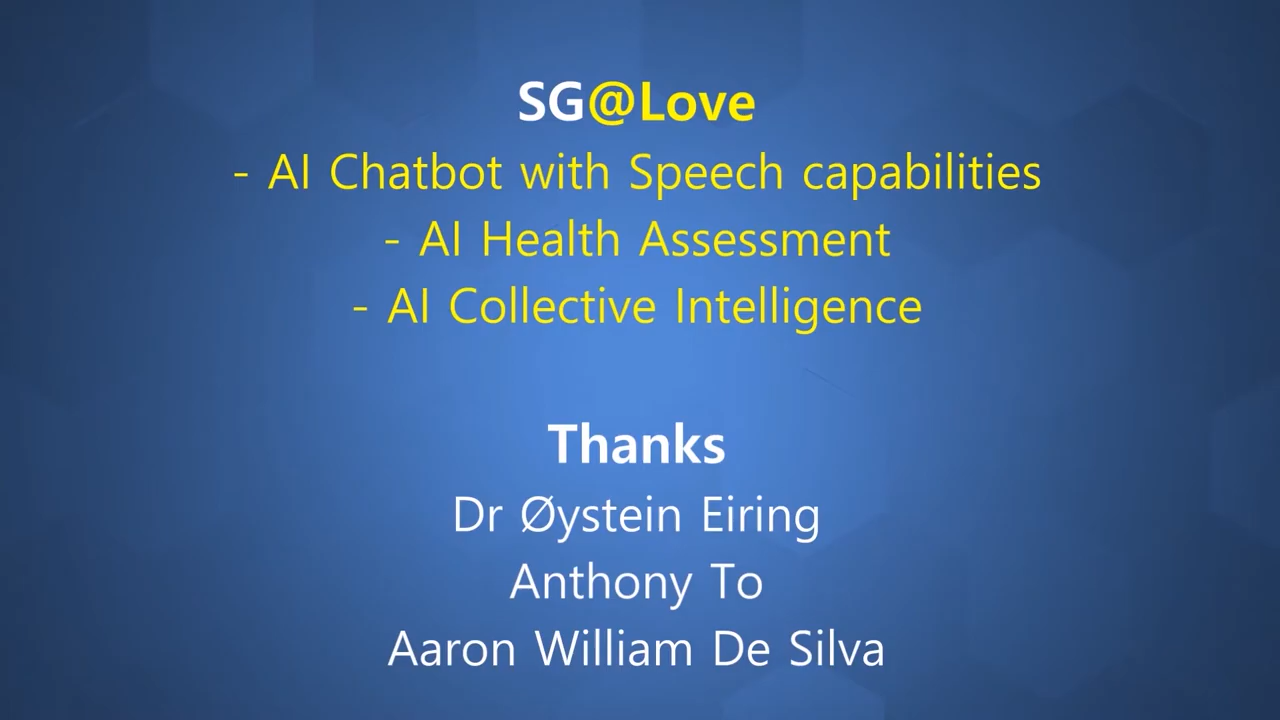 SG@Love
- AI Chatbot with Speech capabilities
- AI Health Assessment
- AI Collective Intelligence
Thanks
Dr Øystein Eiring
Anthony To
Aaron William De Silva